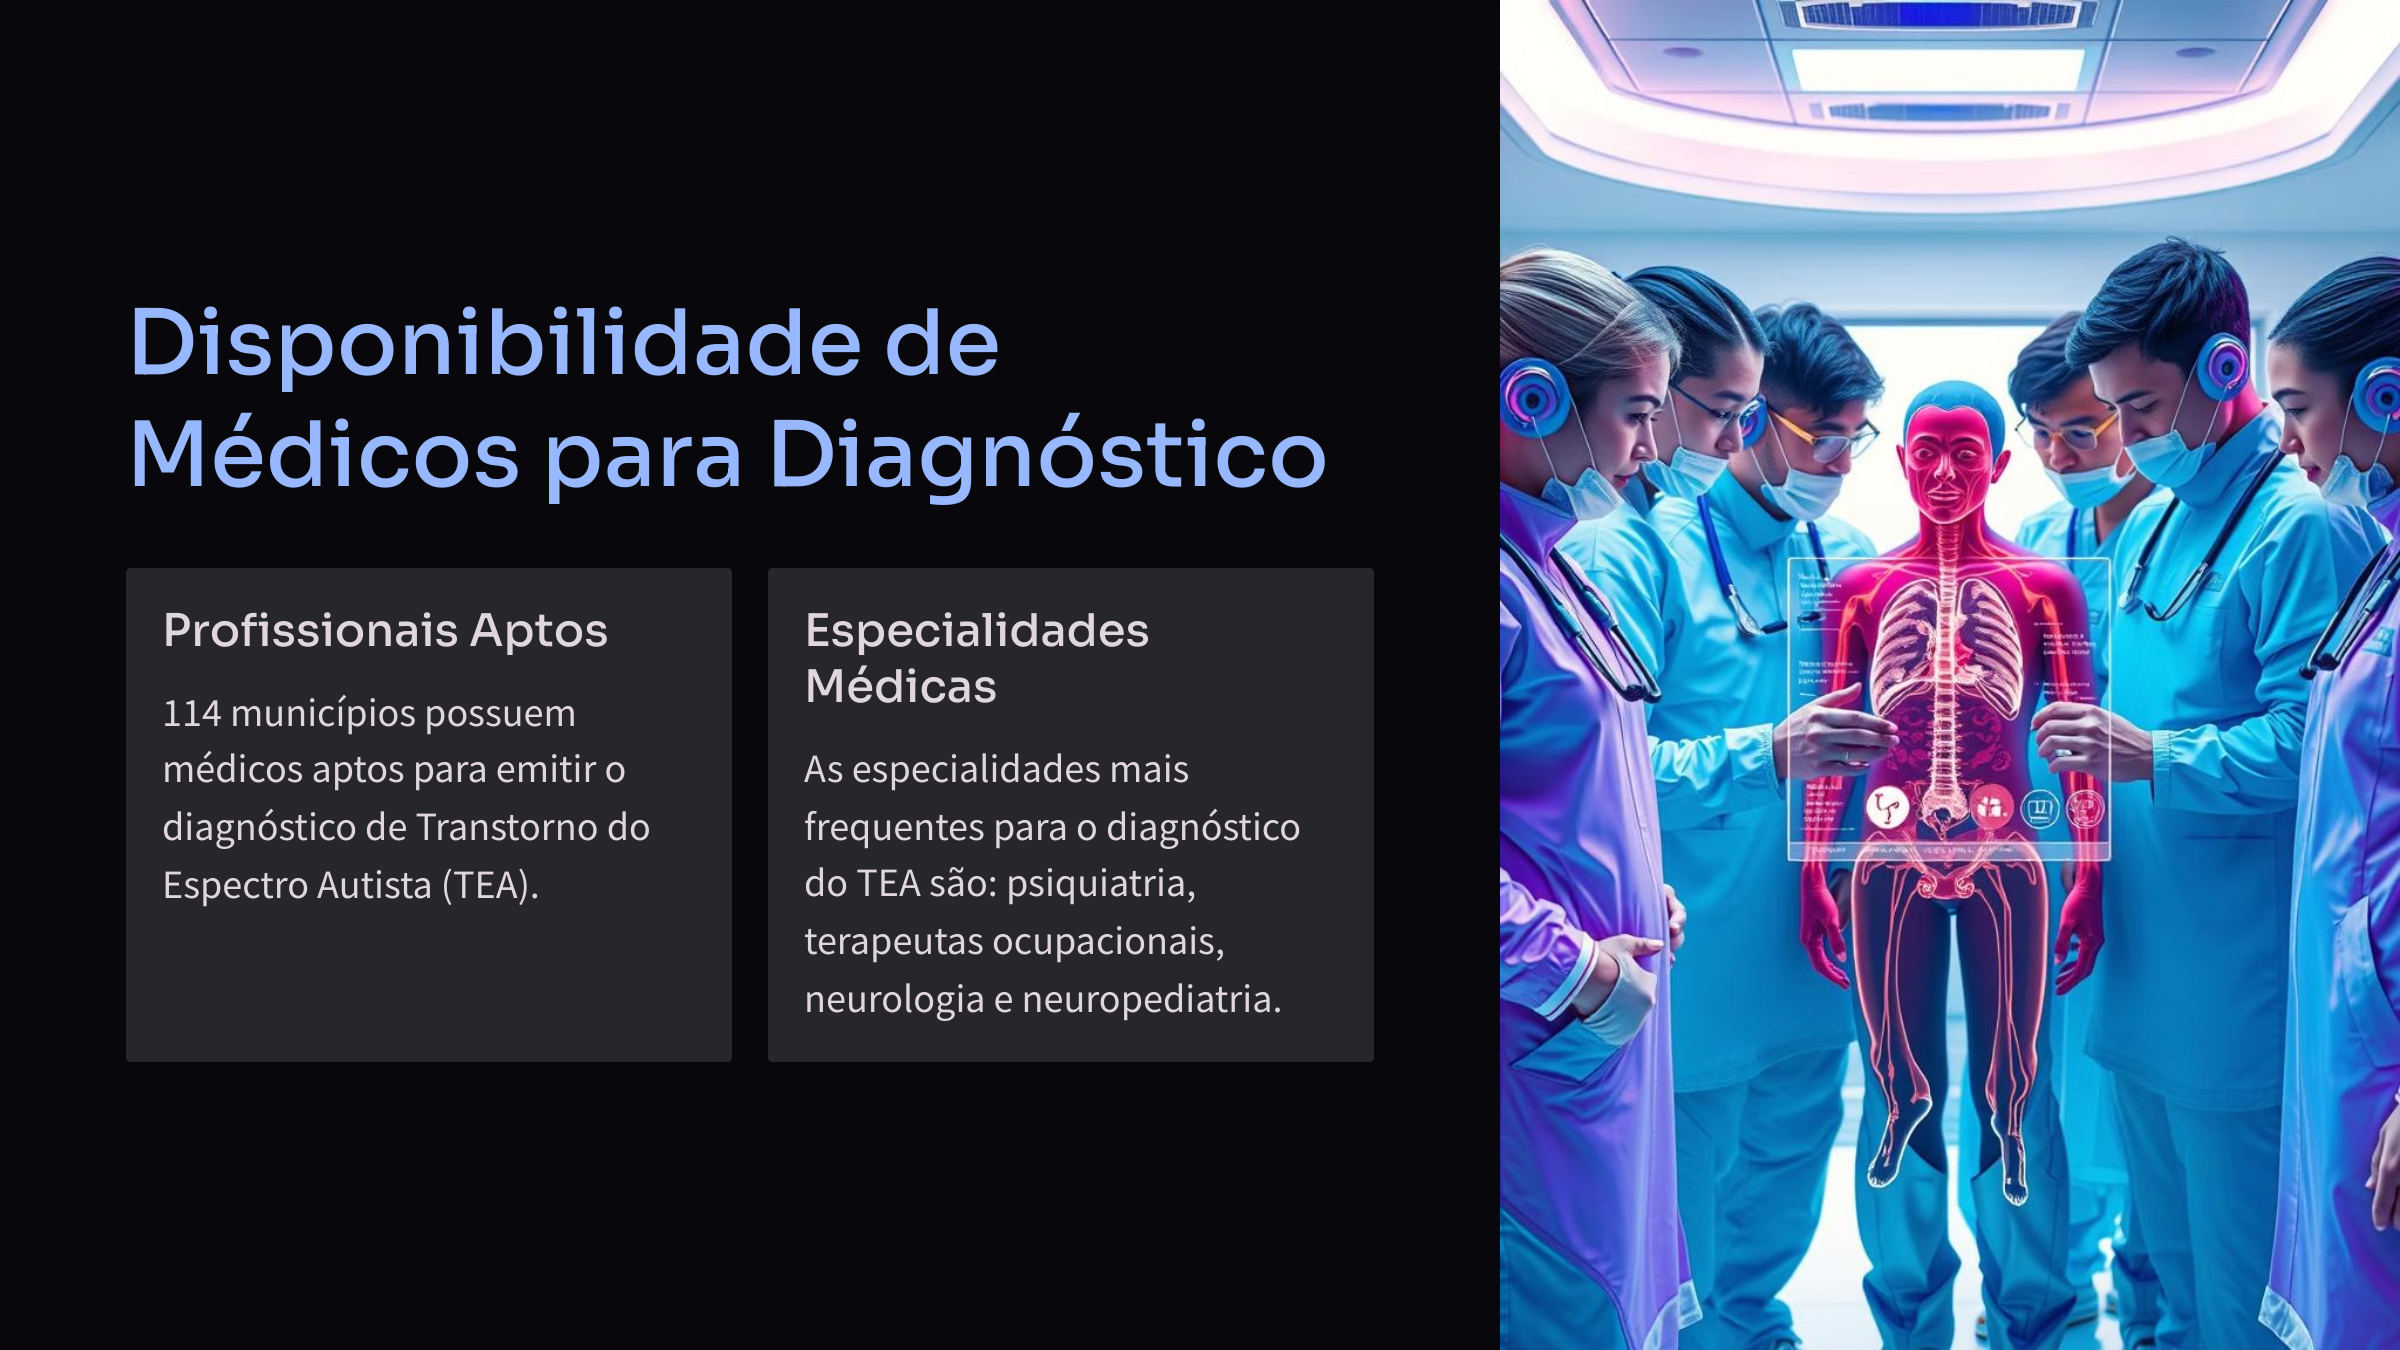 Disponibilidade de
Médicos para Diagnóstico
Profissionais Aptos
114 municípios possuem
médicos aptos para emitir o
diagnóstico de Transtorno do
Espectro Autista (TEA).
Especialidades
Médicas
As especialidades mais
frequentes para o diagnóstico
do TEA são: psiquiatria,
terapeutas ocupacionais,
neurologia e neuropediatria.